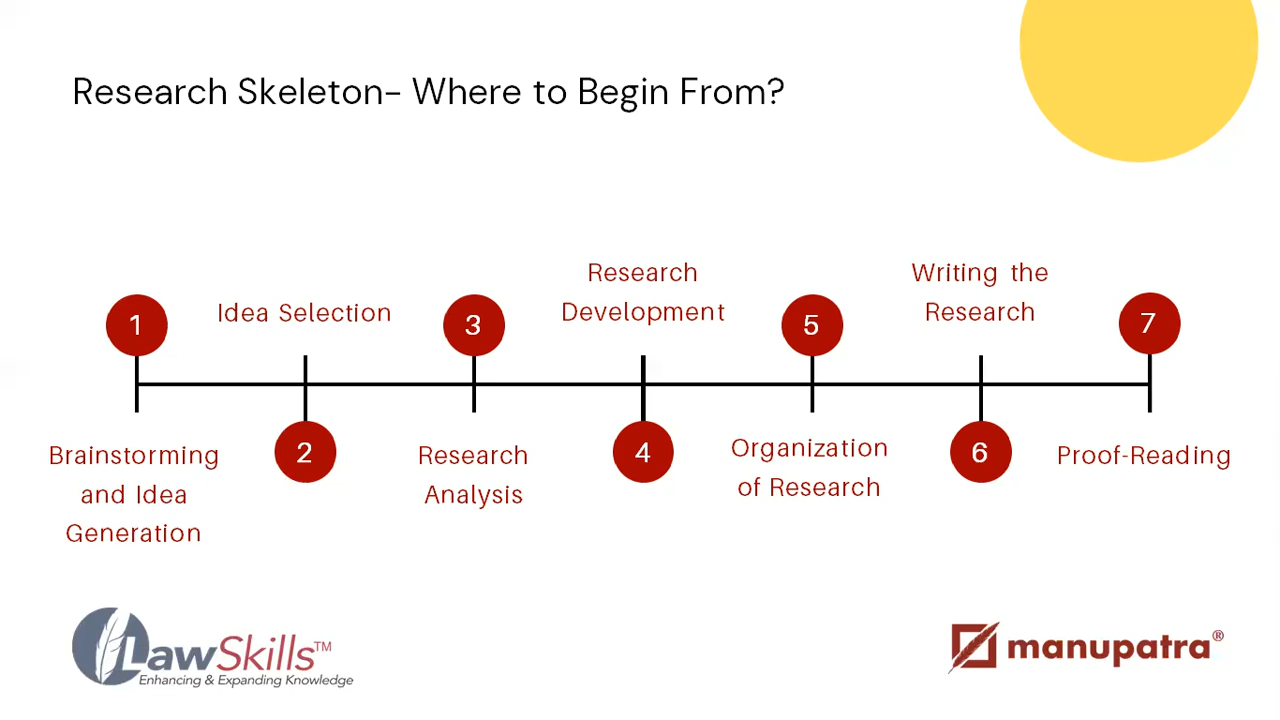 Research Skeleton- Where to Begin From?
1
Brainstorming
and Idea
Generation
Idea Selection
2
3
Research
Analysis
Research
Development
4
5
Organization
of Research
Writing the
Research
6
7
Proof-Reading
LawSkills™
Enhancing & Expanding Knowledge
manupatra®